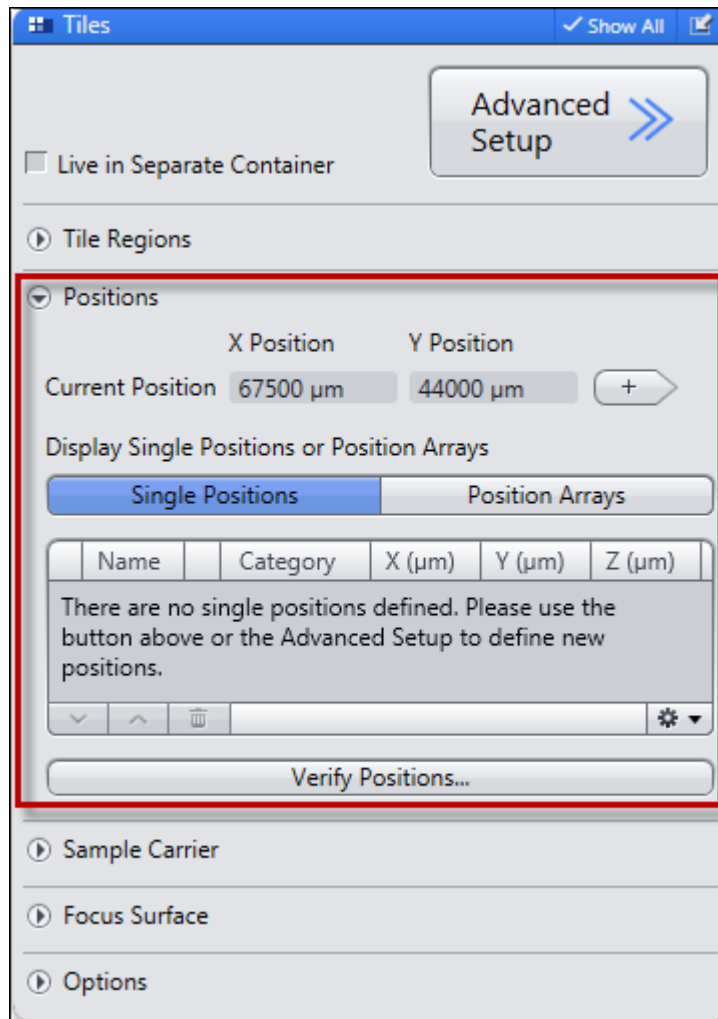 Tiles
Show All
Advanced
Setup
Live in Separate Container
Tile Regions
Positions
X Position Y Position
Current Position 67500 µm 44000 µm +
Display Single Positions or Position Arrays
Single Positions Position Arrays
Name Category X (µm) Y (µm) Z (µm)
There are no single positions defined. Please use the
button above or the Advanced Setup to define new
positions.
Verify Positions...
Sample Carrier
Focus Surface
Options